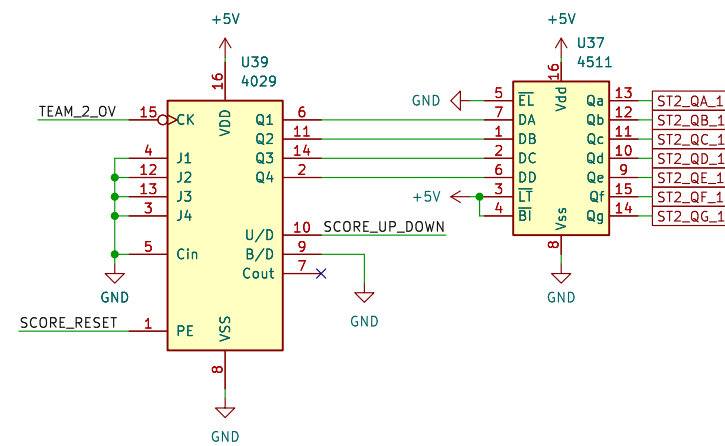 +5V
U39
4029
16
VDD
TEAM_2_OV
15
CK
4
J1
12
J2
13
J3
3
J4
5
Cin
GND
SCORE_RESET
1
PE
VSS
8
GND
Q1
6
Q2
11
Q3
14
Q4
2
U/D
10
SCORE_UP_DOWN
B/D
9
Cout
7
GND
+5V
U37
4511
16
Vdd
GND
5
EL
7
DA
1
DB
2
DC
6
DD
+5V
3
LT
4
BI
Vss
8
GND
Qa
13
ST2_QA_1
Qb
12
ST2_QB_1
Qc
11
ST2_QC_1
Qd
10
ST2_QD_1
Qe
9
ST2_QE_1
Qf
15
ST2_QF_1
Qg
14
ST2_QG_1